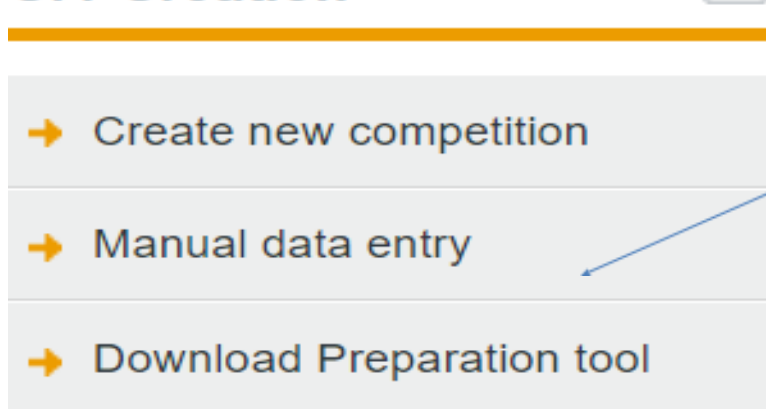 Create new competition
Manual data entry
Download Preparation tool